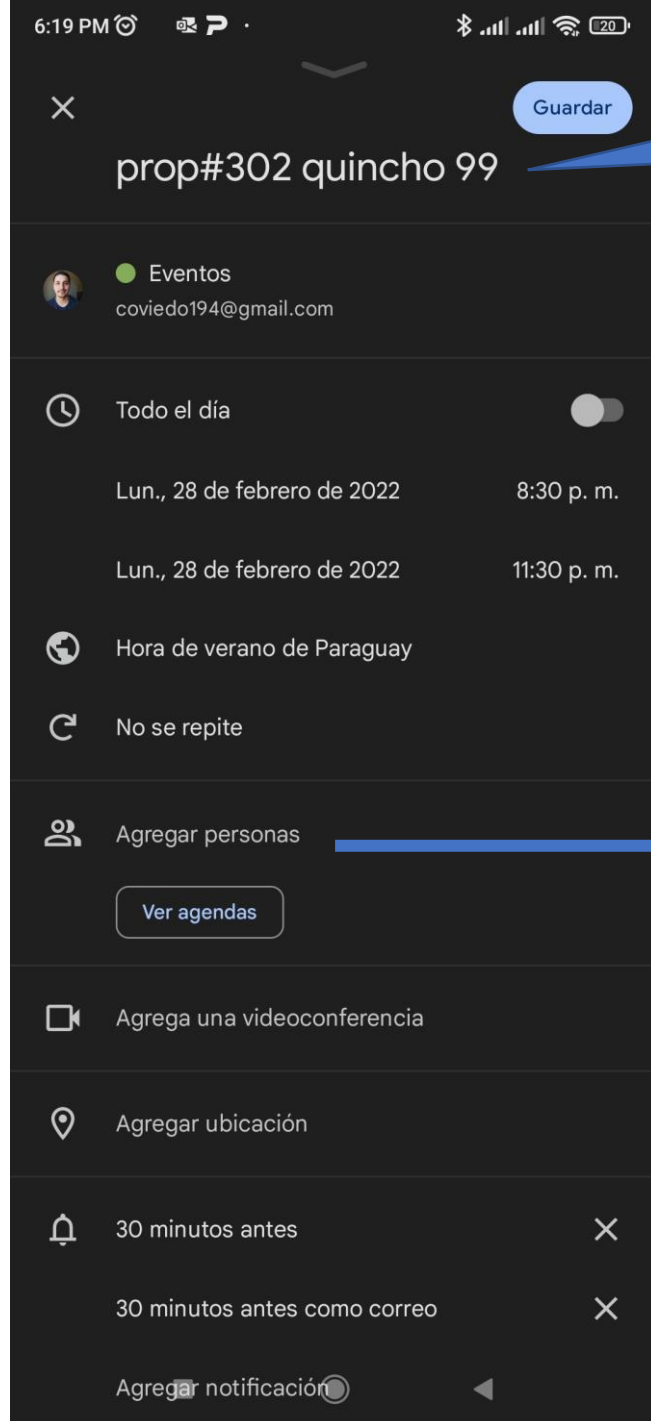 6:19 PM
20
Guardar
prop#302 quincho 99
Eventos
coviedo194@gmail.com
Todo el día
Lun., 28 de febrero de 2022 8:30 p. m.
Lun., 28 de febrero de 2022 11:30 p. m.
Hora de verano de Paraguay
No se repite
Agregar personas
Ver agendas
Agrega una videoconferencia
Agregar ubicación
30 minutos antes
30 minutos antes como correo
Agregar notificación